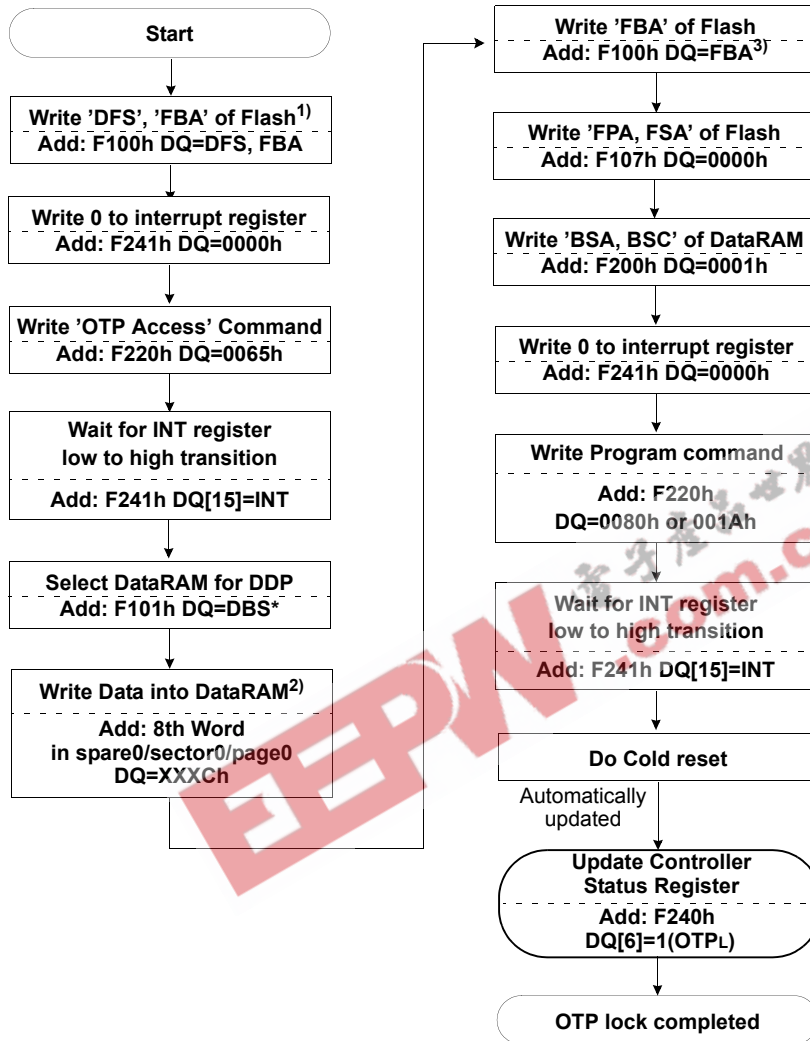 Start
Write 'DFS', 'FBA' of Flash1)
Add: F100h DQ=DFS, FBA
Write 0 to interrupt register
Add: F241h DQ=0000h
Write 'OTP Access' Command
Add: F220h DQ=0065h
Wait for INT register
low to high transition
Add: F241h DQ[15]=INT
Select DataRAM for DDP
Add: F101h DQ=DBS*
Write Data into DataRAM2)
Add: 8th Word
in spare0/sector0/page0
DQ=XXXCh
Write 'FBA' of Flash
Add: F100h DQ=FBA3)
Write 'FPA, FSA' of Flash
Add: F107h DQ=0000h
Write 'BSA, BSC' of DataRAM
Add: F200h DQ=0001h
Write 0 to interrupt register
Add: F241h DQ=0000h
Write Program command
Add: F220h
DQ=0080h or 001Ah
Wait for INT register
low to high transition
Add: F241h DQ[15]=INT
Do Cold reset
Automatically
updated
Update Controller
Status Register
Add: F240h
DQ[6]=1(OTPL)
OTP lock completed
EEPW
電子產品世界
.com.c